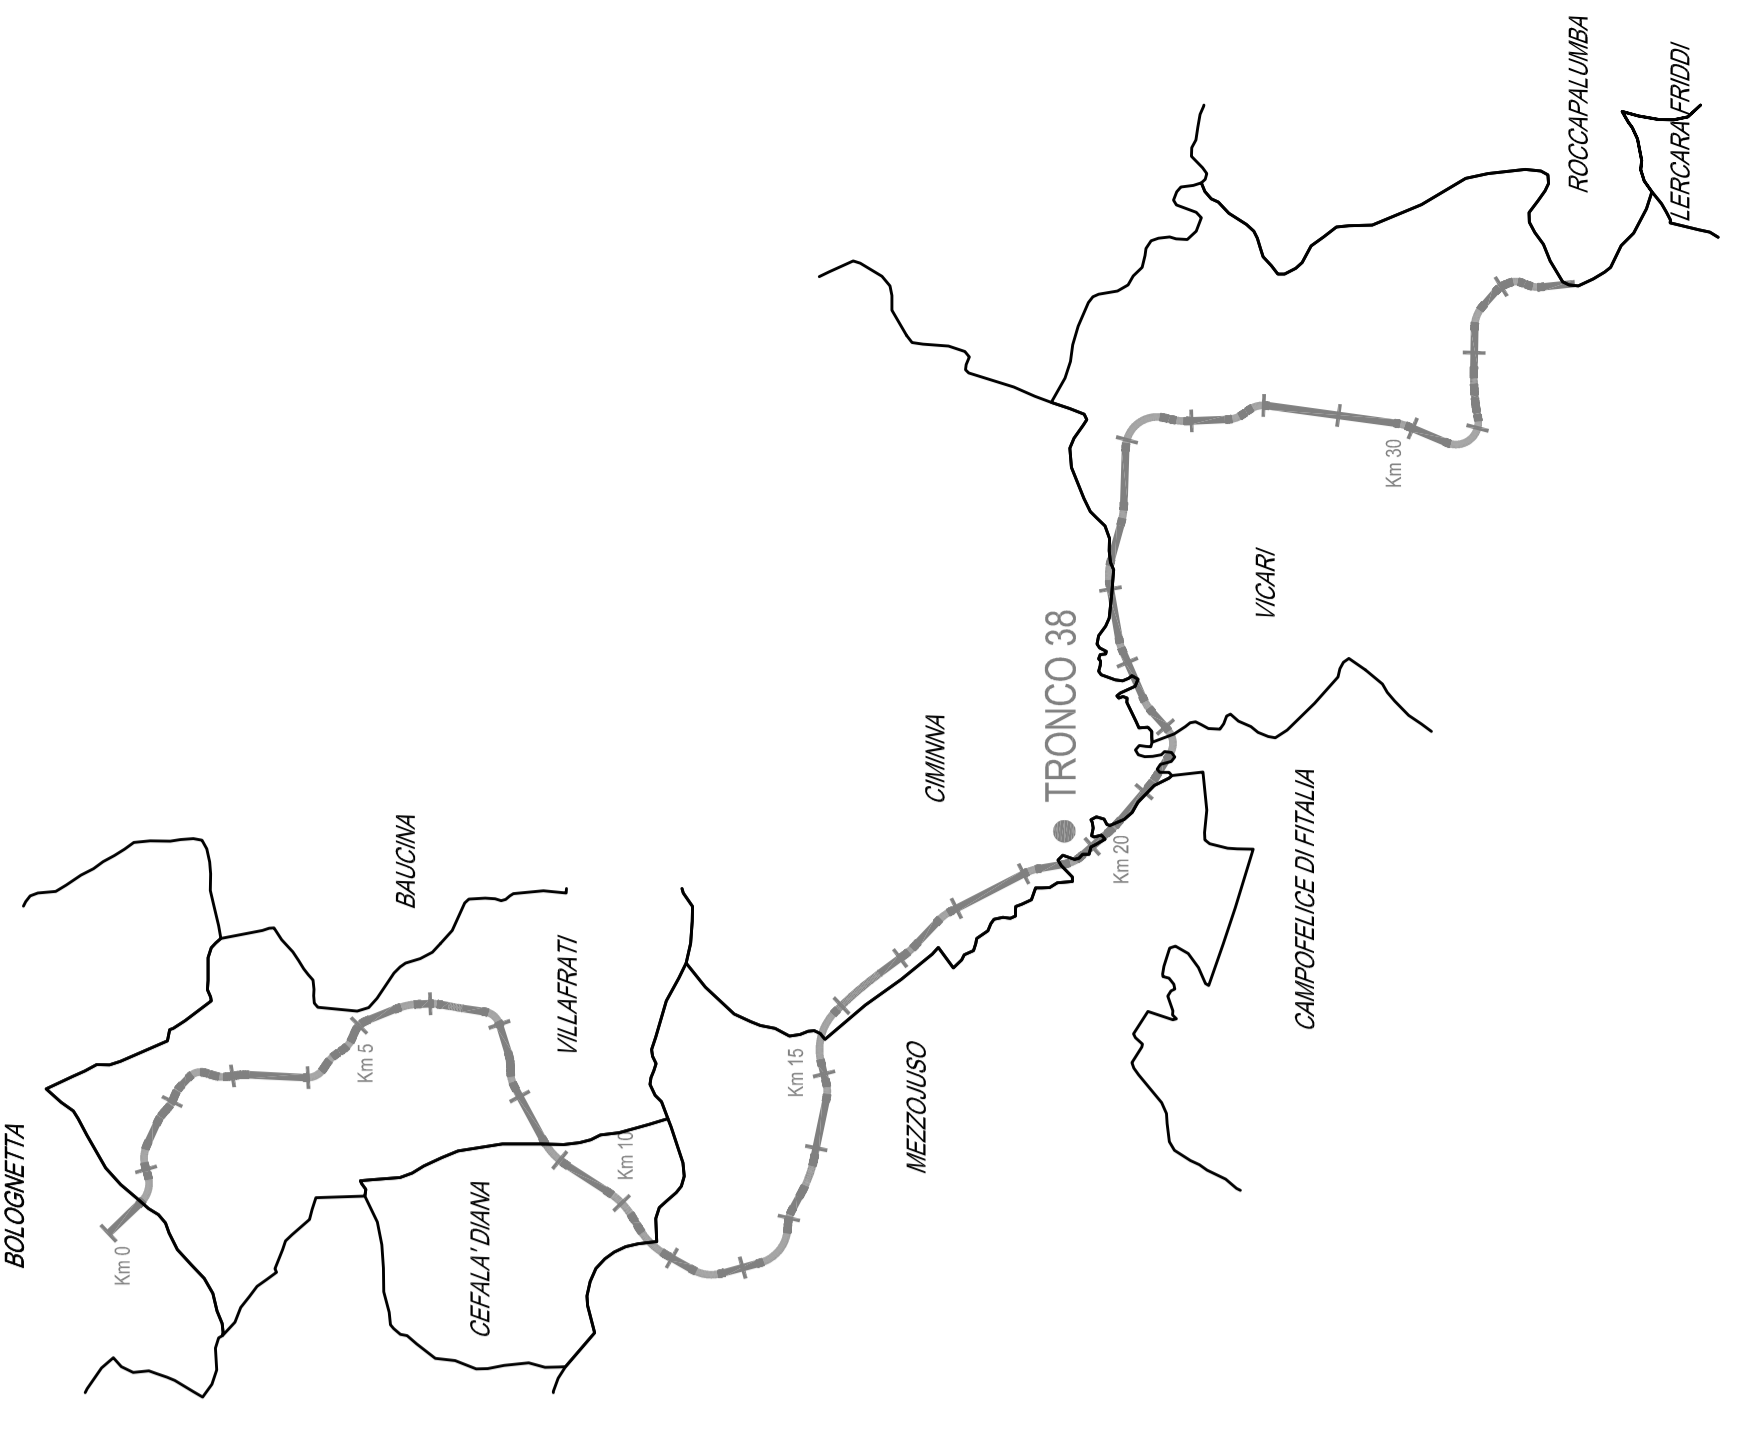 BOLOGNETTA
Km 0
BAUCINA
Km 5
VILLAFRATI
CEFALA' DIANA
Km 10
Km 15
MEZZOJUSO
CIMINNA
TRONCO 38
Km 20
CAMPOFELICE DI FITALIA
VICARI
Km 30
ROCCAPALUMBA
LERCARA FRIDDI